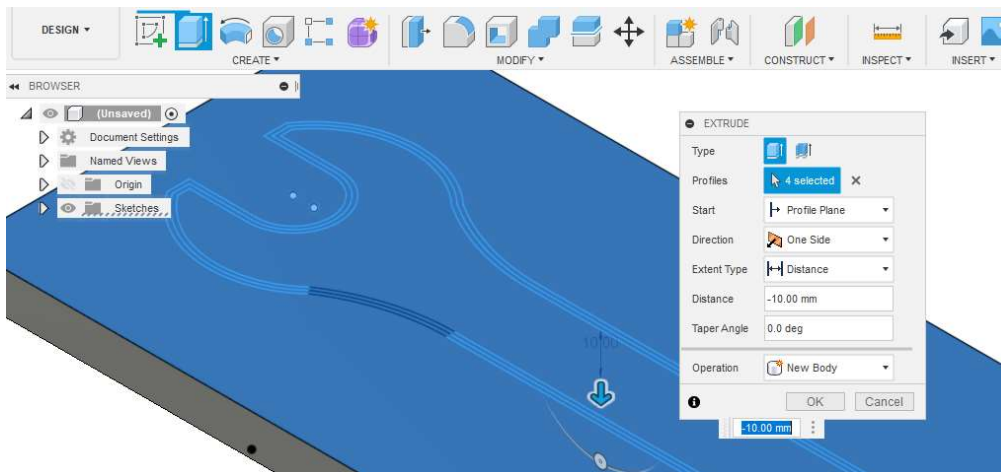 DESIGN ▾
CREATE ▾
MODIFY ▾
ASSEMBLE ▾
CONSTRUCT ▾
INSPECT ▾
INSERT ▾
BROWSER
(Unsaved)
Document Settings
Named Views
Origin
Sketches
10.00
EXTRUDE
Type
Profiles 4 selected
Start Profile Plane
Direction One Side
Extent Type Distance
Distance -10.00 mm
Taper Angle 0.0 deg
Operation New Body
OK Cancel
-10.00 mm